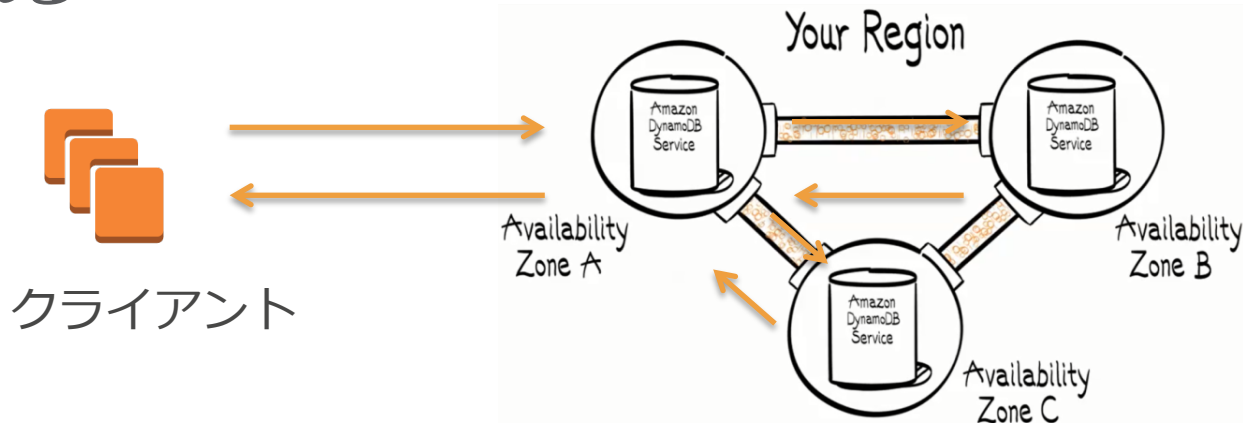 Your Region
Amazon
DynamoDB
Service
Amazon
DynamoDB
Service
Availability
Zone A
Availability
Zone B
クライアント
Amazon
DynamoDB
Service
Availability
Zone C